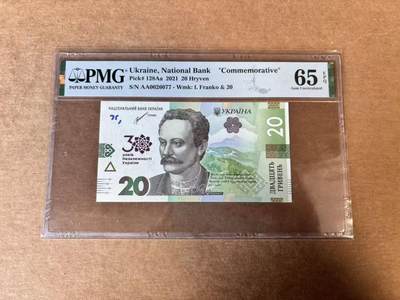 PMG
PAPER MONEY GUARANTY
Ukraine, National Bank "Commemorative"
Pick# 128Aa 2021 20 Hryven
S/N AA0026077 - Wmk: I. Franko & 20
65 EPQ
Gem Uncirculated
НАЦІОНАЛЬНИЙ БАНК УКРАЇНИ
УКРАЇНА
20
30
років
Незалежності
України
20
ДВАДЦЯТЬ
ГРИВЕНЬ